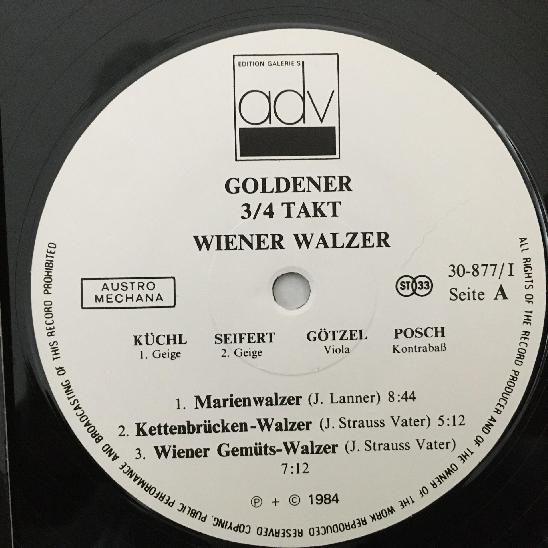 EDITION GALERIE S
adv
GOLDENER
3/4 TAKT
WIENER WALZER
AUSTRO
MECHANA
ST 33
30-877/I
Seite A
KÜCHL SEIFERT GÖTZEL POSCH
1. Geige 2. Geige Viola Kontrabaß
1. Marienwalzer (J. Lanner) 8:44
2. Kettenbrücken-Walzer (J. Strauss Vater) 5:12
3. Wiener Gemüts-Walzer (J. Strauss Vater)
7:12
Ⓟ + © 1984
ALL RIGHTS OF THE RECORD PRODUCER AND OF THE OWNER OF THE WORK REPRODUCED RESERVED COPYING, PUBLIC PERFORMANCE AND BROADCASTING OF THIS RECORD PROHIBITED